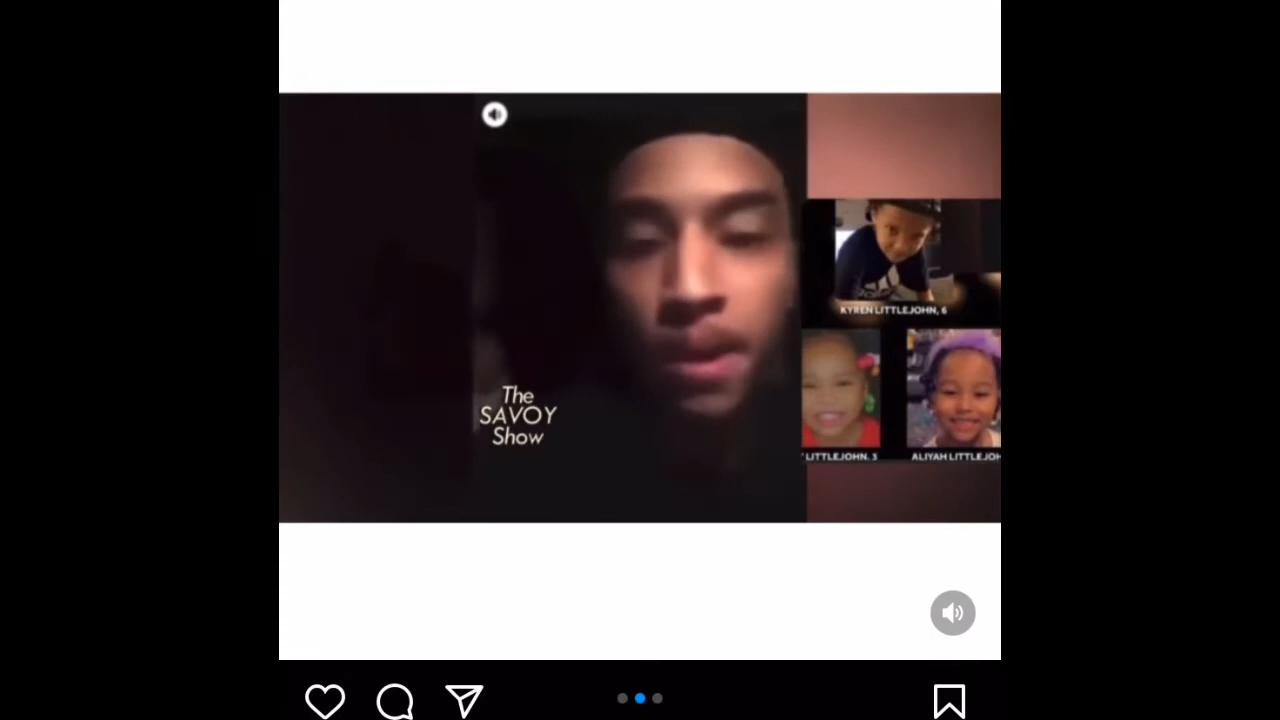 The
SAVOY
Show
KYREN LITTLEJOHN, 6
LITTLEJOHN, 3
ALIYAH LITTLEJOH